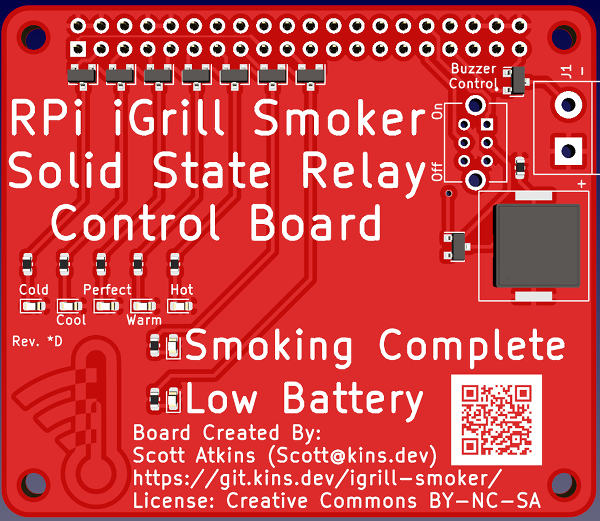 Buzzer
Control
J1
−
+
On
Off
RPi iGrill Smoker
Solid State Relay
Control Board
Cold
Perfect
Hot
Cool
Warm
Rev. *D
Smoking Complete
Low Battery
Board Created By:
Scott Atkins (Scott@kins.dev)
https://git.kins.dev/igrill-smoker/
License: Creative Commons BY-NC-SA